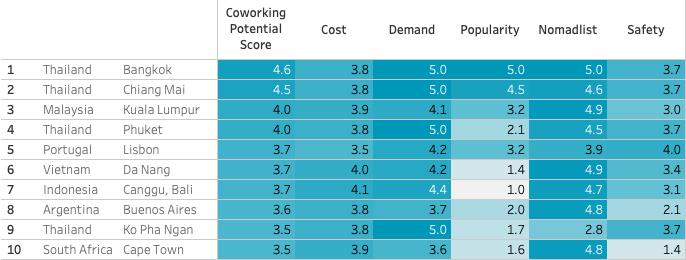 Coworking
Potential
Score
Cost
Demand
Popularity
Nomadlist
Safety
1 Thailand Bangkok 4.6 3.8 5.0 5.0 5.0 3.7
2 Thailand Chiang Mai 4.5 3.8 5.0 4.5 4.6 3.7
3 Malaysia Kuala Lumpur 4.0 3.9 4.1 3.2 4.9 3.0
4 Thailand Phuket 4.0 3.8 5.0 2.1 4.5 3.7
5 Portugal Lisbon 3.7 3.5 4.2 3.2 3.9 4.0
6 Vietnam Da Nang 3.7 4.0 4.2 1.4 4.9 3.4
7 Indonesia Canggu, Bali 3.7 4.1 4.4 1.0 4.7 3.1
8 Argentina Buenos Aires 3.6 3.8 3.7 2.0 4.8 2.1
9 Thailand Ko Pha Ngan 3.5 3.8 5.0 1.7 2.8 3.7
10 South Africa Cape Town 3.5 3.9 3.6 1.6 4.8 1.4